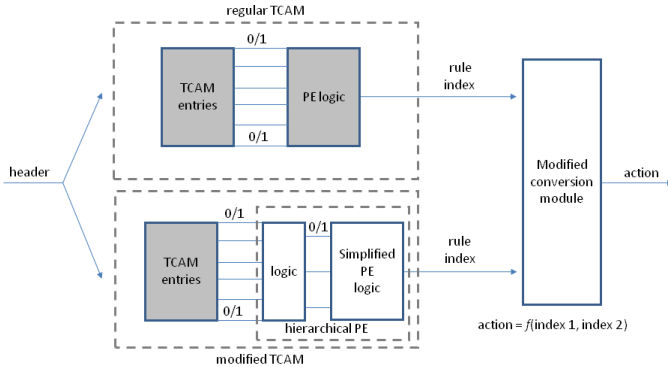 regular TCAM
0/1
TCAM
entries
PE logic
0/1
rule
index
header
Modified
conversion
module
action
0/1
0/1
TCAM
entries
logic
Simplified
PE
logic
rule
index
0/1
hierarchical PE
modified TCAM
action = f(index 1, index 2)